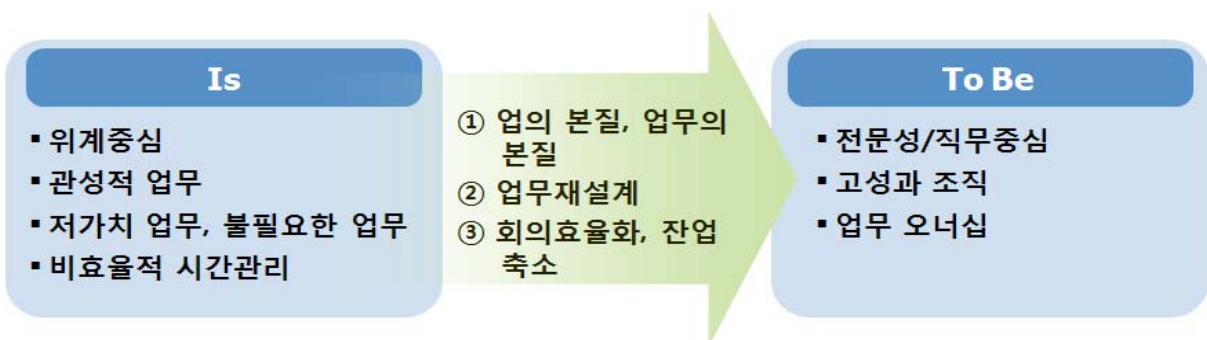 Is
▪ 위계중심
▪ 관성적 업무
▪ 저가치 업무, 불필요한 업무
▪ 비효율적 시간관리
① 업의 본질, 업무의
본질
② 업무재설계
③ 회의효율화, 잔업
축소
To Be
▪ 전문성/직무중심
▪ 고성과 조직
▪ 업무 오너십